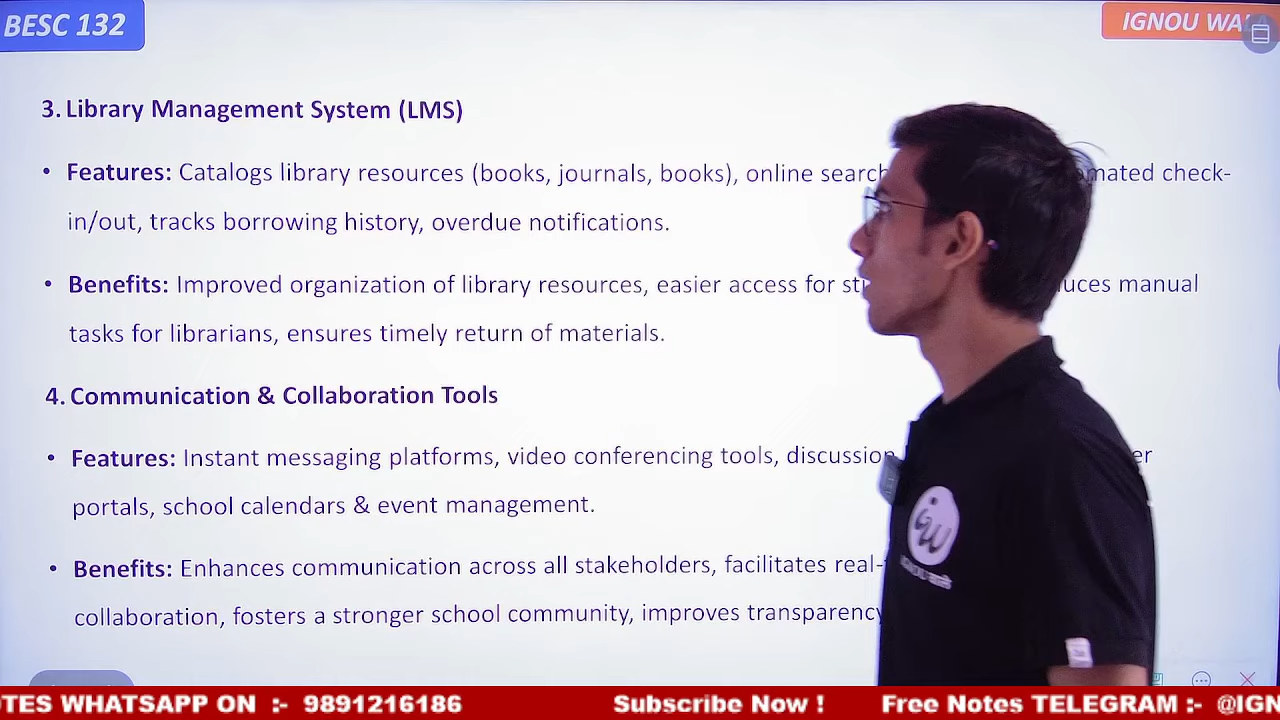 BESC 132
IGNOU WA
3. Library Management System (LMS)
• Features: Catalogs library resources (books, journals, books), online search check-
in/out, tracks borrowing history, overdue notifications.
• Benefits: Improved organization of library resources, easier access for manual
tasks for librarians, ensures timely return of materials.
4. Communication & Collaboration Tools
• Features: Instant messaging platforms, video conferencing tools, discussion
portals, school calendars & event management.
• Benefits: Enhances communication across all stakeholders, facilitates real-
collaboration, fosters a stronger school community, improves transparency
iw
TES WHATSAPP ON :- 9891216186 Subscribe Now ! Free Notes TELEGRAM :- @IGN